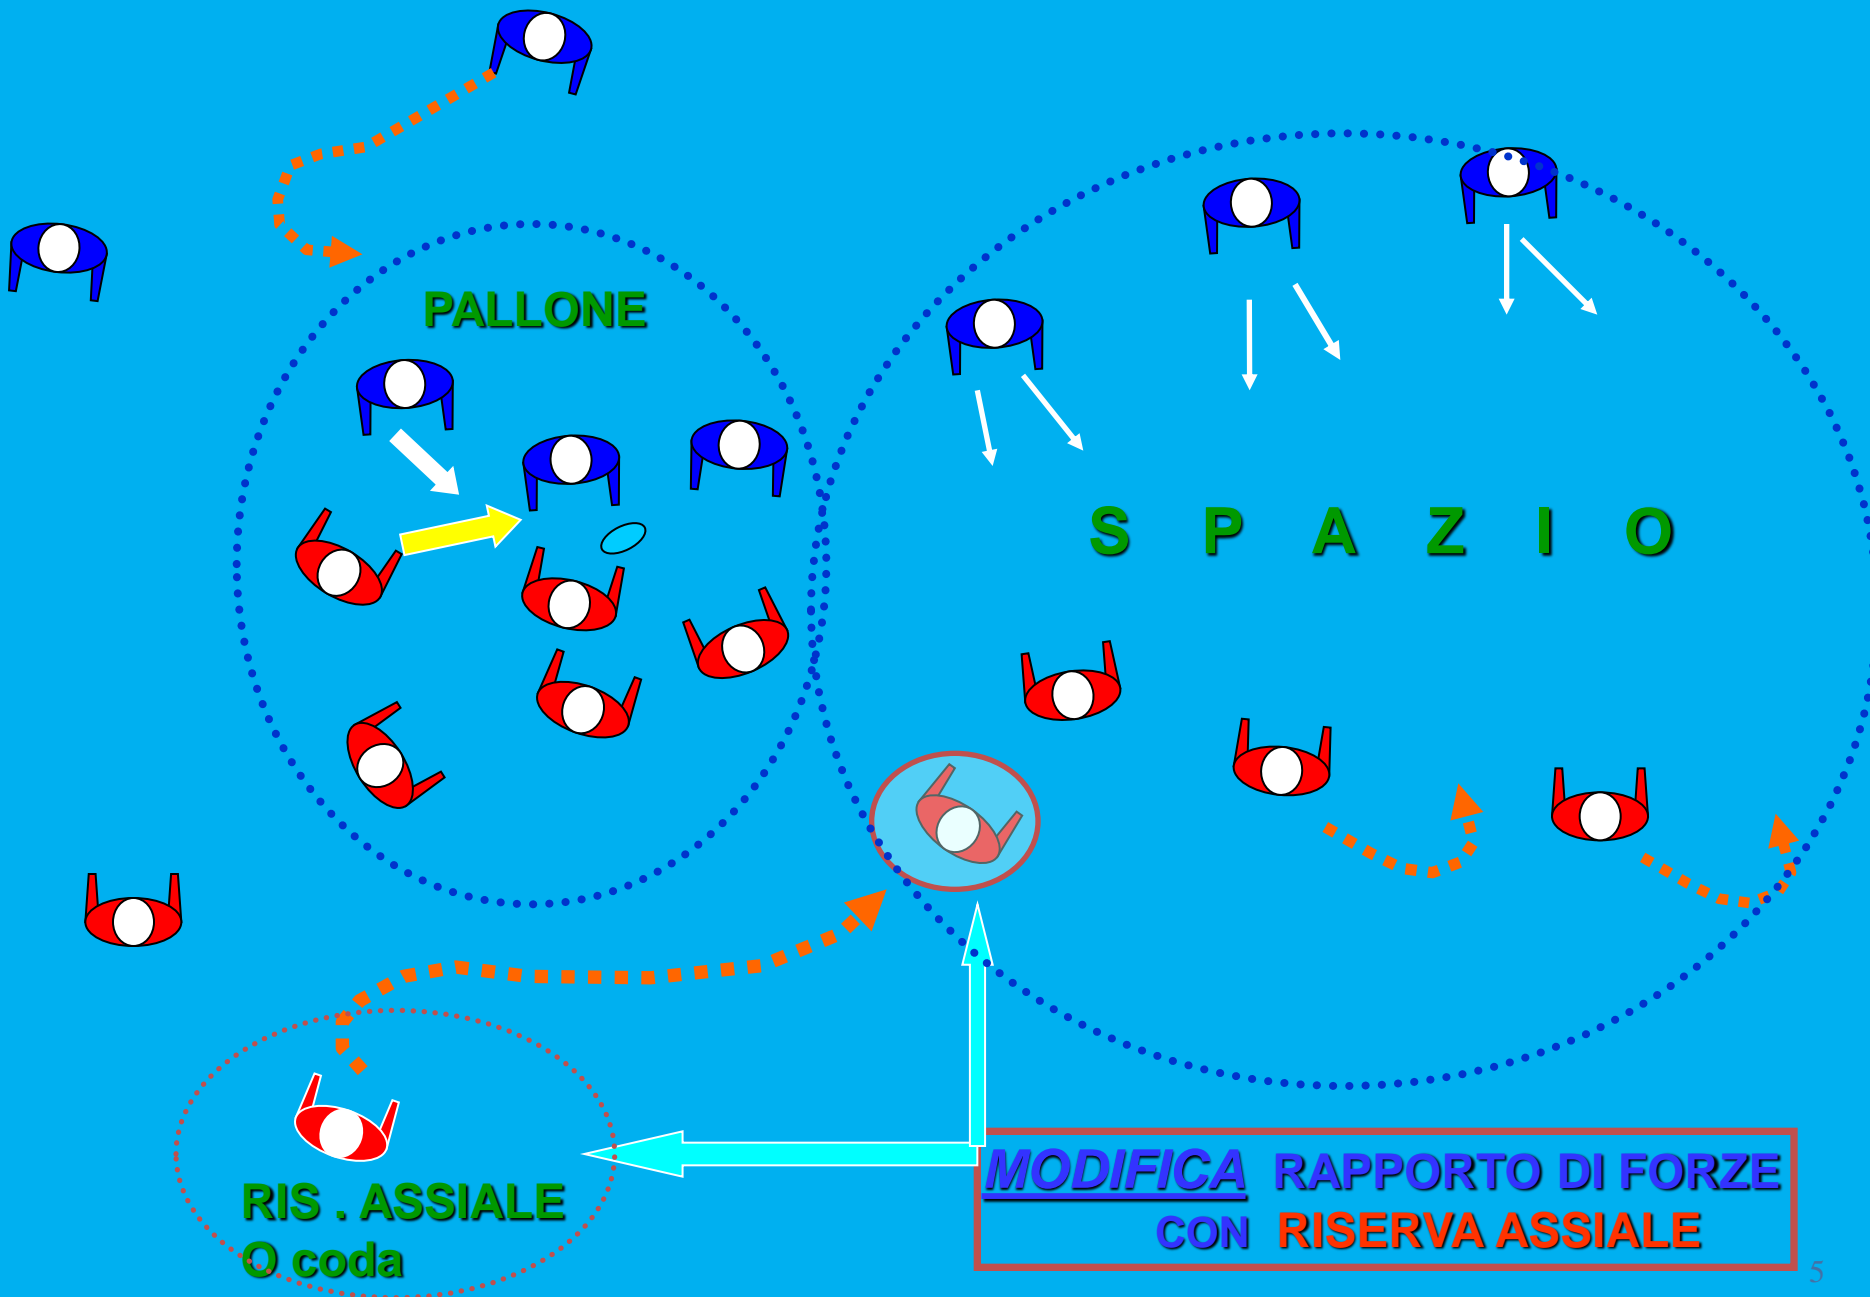 PALLONE
S P A Z I O
RIS . ASSIALE
O coda
MODIFICA RAPPORTO DI FORZE
CON RISERVA ASSIALE
5